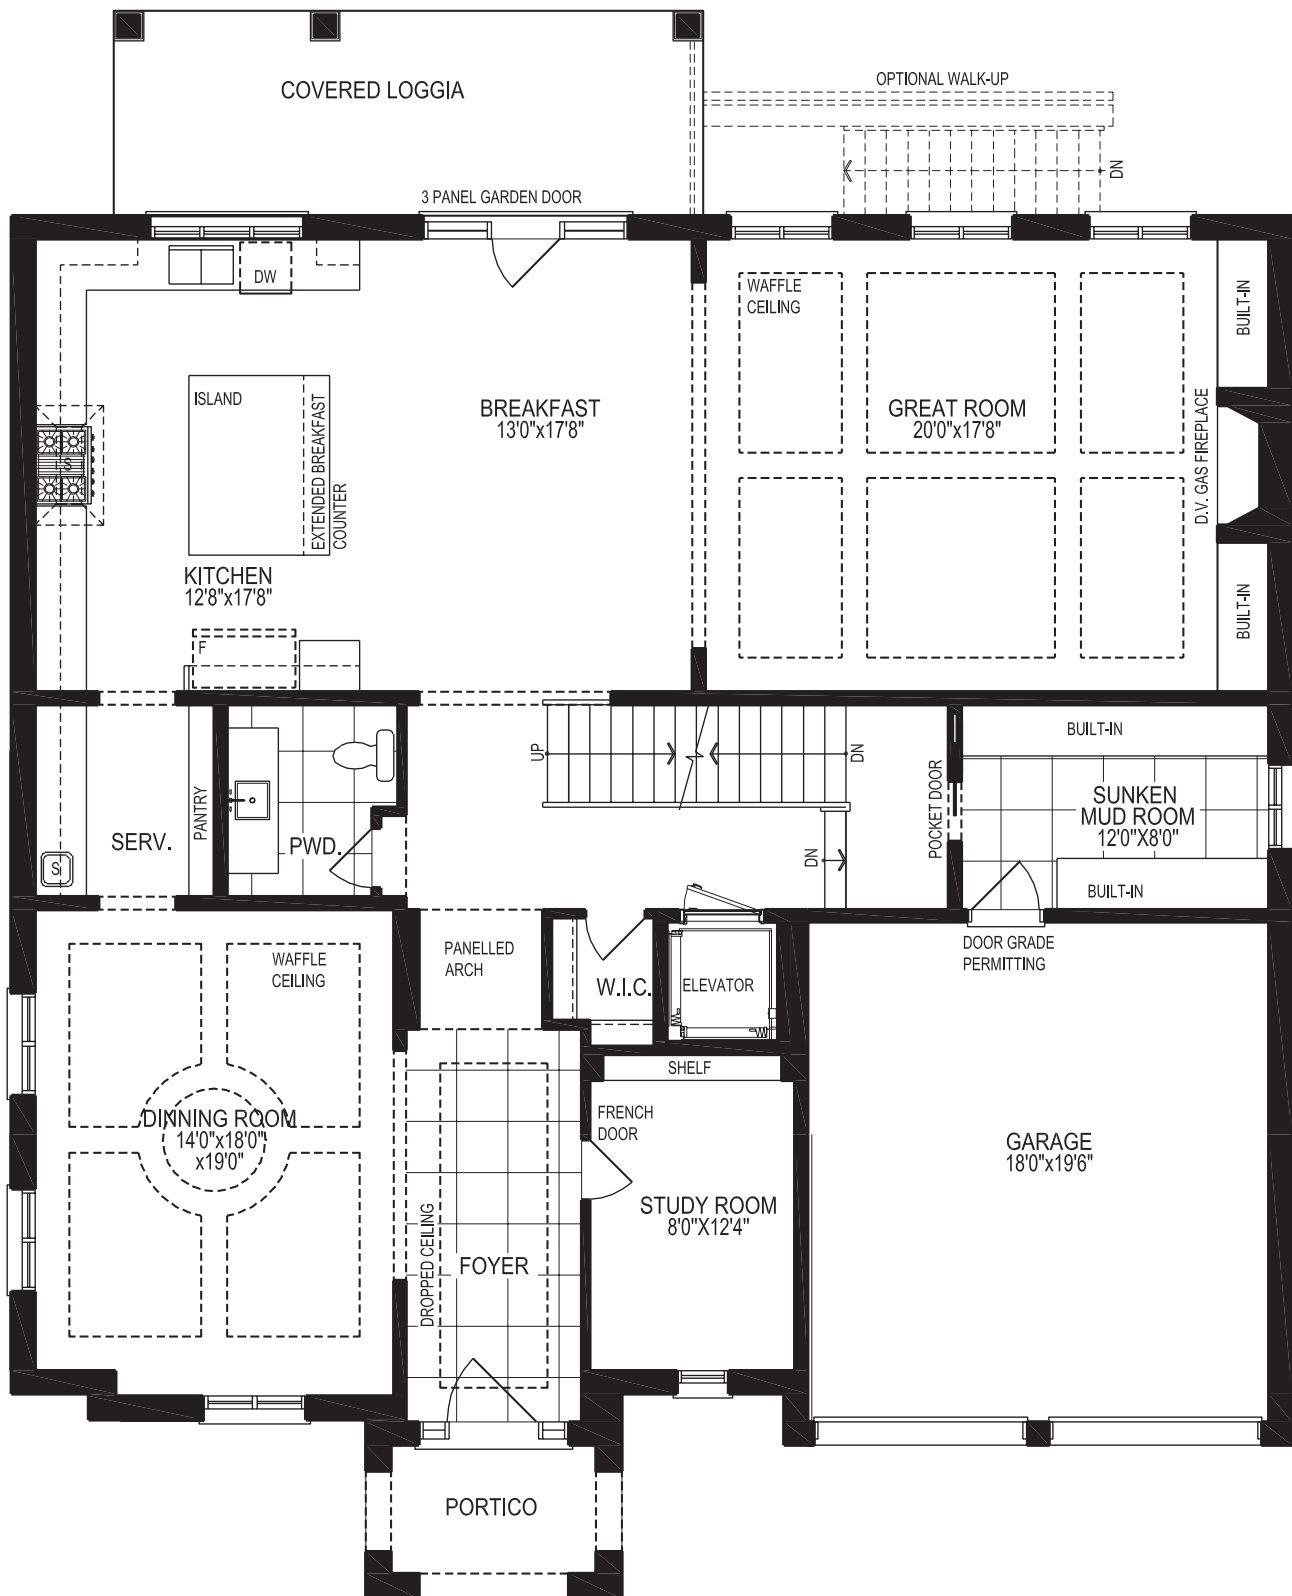 COVERED LOGGIA
OPTIONAL WALK-UP
DN
3 PANEL GARDEN DOOR
DW
WAFFLE
CEILING
BUILT-IN
ISLAND
EXTENDED BREAKFAST
COUNTER
BREAKFAST
13'0"x17'8"
GREAT ROOM
20'0"x17'8"
D.V. GAS FIREPLACE
S
KITCHEN
12'8"x17'8"
F
BUILT-IN
UP
DN
BUILT-IN
POCKET DOOR
SUNKEN
MUD ROOM
12'0"X8'0"
PANTRY
SERV.
PWD.
S
DN
BUILT-IN
WAFFLE
CEILING
PANELLED
ARCH
W.I.C.
ELEVATOR
DOOR GRADE
PERMITTING
SHELF
DINNING ROOM
14'0"x18'0"
x19'0"
FRENCH
DOOR
GARAGE
18'0"x19'6"
STUDY ROOM
8'0"X12'4"
DROPPED CEILING
FOYER
PORTICO